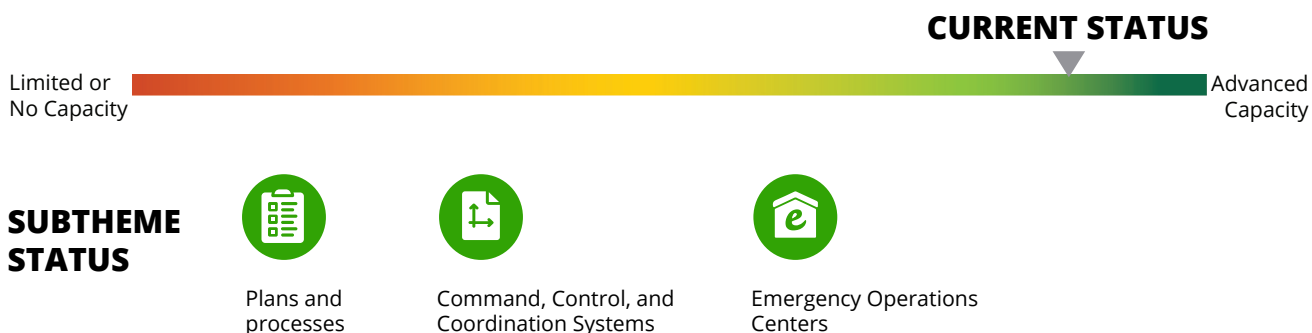 CURRENT STATUS
Limited or
No Capacity
Advanced
Capacity
SUBTHEME
STATUS
e
Plans and
processes
Command, Control, and
Coordination Systems
Emergency Operations
Centers